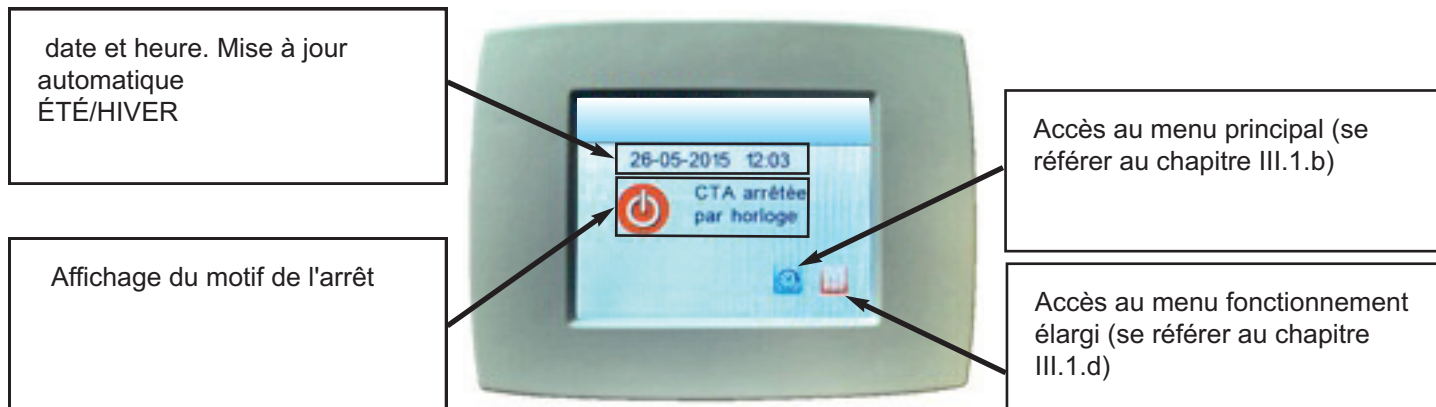 date et heure. Mise à jour
automatique
ÉTÉ/HIVER
Affichage du motif de l'arrêt
26-05-2015 12:03
CTA arrêtée
par horloge
Accès au menu principal (se
référer au chapitre III.1.b)
Accès au menu fonctionnement
élargi (se référer au chapitre
III.1.d)